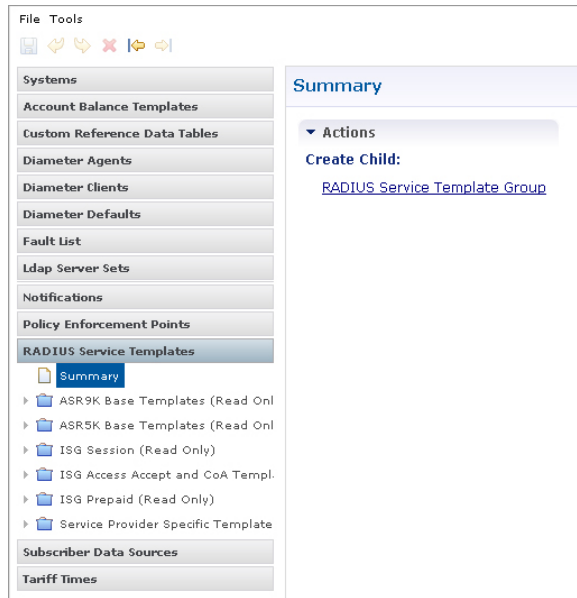 File Tools
Systems
Account Balance Templates
Custom Reference Data Tables
Diameter Agents
Diameter Clients
Diameter Defaults
Fault List
Ldap Server Sets
Notifications
Policy Enforcement Points
RADIUS Service Templates
Summary
ASR9K Base Templates (Read Onl
ASR5K Base Templates (Read Onl
ISG Session (Read Only)
ISG Access Accept and CoA Templ
ISG Prepaid (Read Only)
Service Provider Specific Template
Subscriber Data Sources
Tariff Times
Summary
Actions
Create Child:
RADIUS Service Template Group